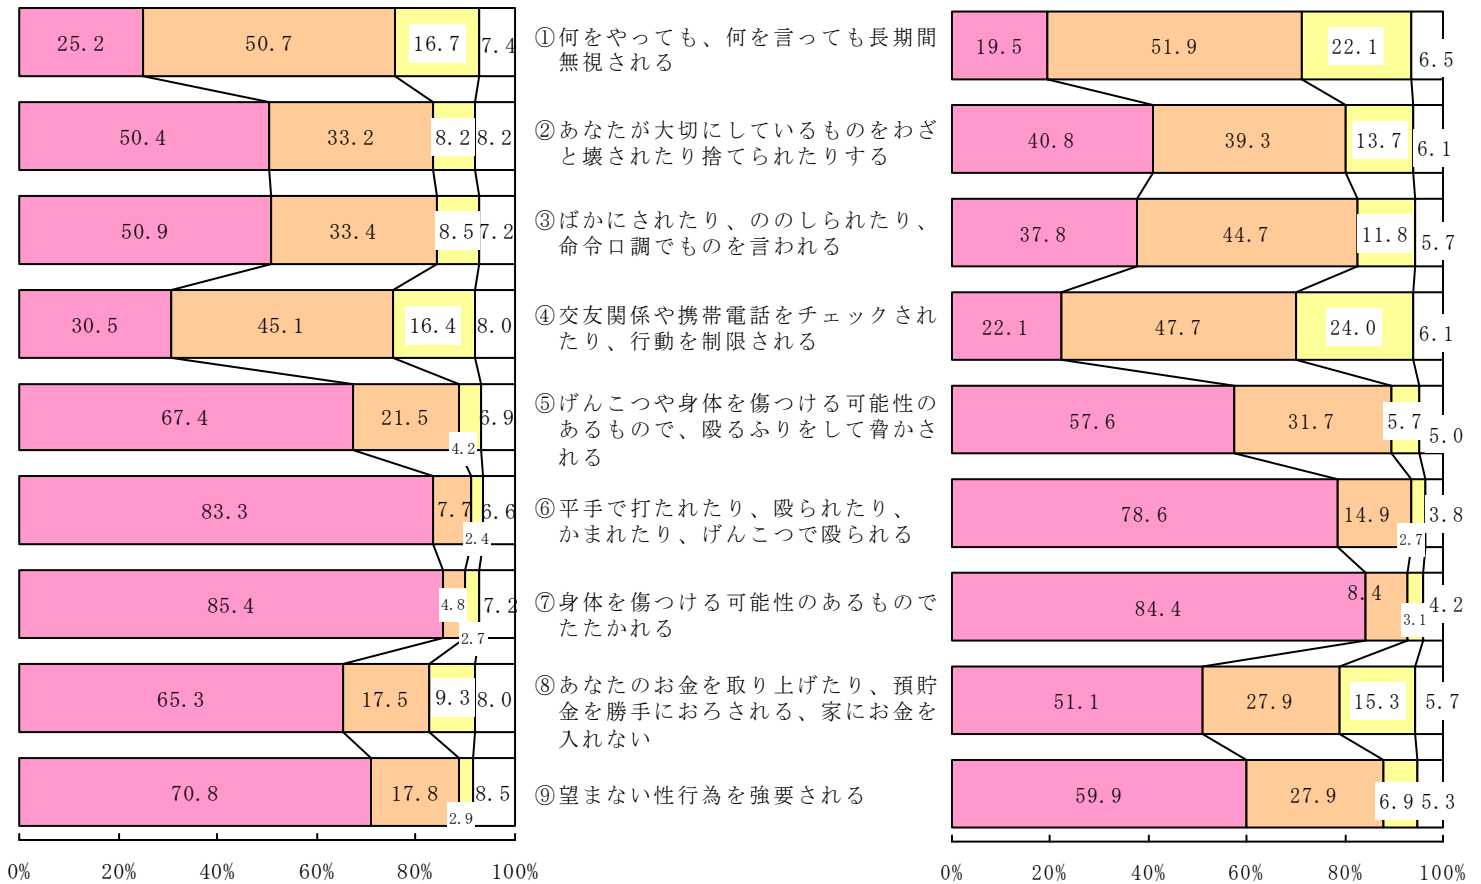 25.2 50.7 16.7 7.4 ①何をやっても、何を言っても長期間 19.5 51.9 22.1 6.5
無視される
50.4 33.2 8.2 8.2 ②あなたが大切にしているものをわざ 40.8 39.3 13.7 6.1
と壊されたり捨てられたりする
50.9 33.4 8.5 7.2 ③ばかにされたり、ののしられたり、 37.8 44.7 11.8 5.7
命令口調でものを言われる
30.5 45.1 16.4 8.0 ④交友関係や携帯電話をチェックされ 22.1 47.7 24.0 6.1
たり、行動を制限される
67.4 21.5 4.2 6.9 ⑤げんこつや身体を傷つける可能性の 57.6 31.7 5.7 5.0
あるもので、殴るふりをして脅かさ
れる
83.3 7.7 2.4 6.6 ⑥平手で打たれたり、殴られたり、 78.6 14.9 2.7 3.8
かまれたり、げんこつで殴られる
85.4 4.8 2.7 7.2 ⑦身体を傷つける可能性のあるもので 84.4 8.4 3.1 4.2
たたかれる
65.3 17.5 9.3 8.0 ⑧あなたのお金を取り上げたり、預貯 51.1 27.9 15.3 5.7
金を勝手におろされる、家にお金を
入れない
70.8 17.8 2.9 8.5 ⑨望まない性行為を強要される 59.9 27.9 6.9 5.3
0% 20% 40% 60% 80% 100% 0% 20% 40% 60% 80% 100%